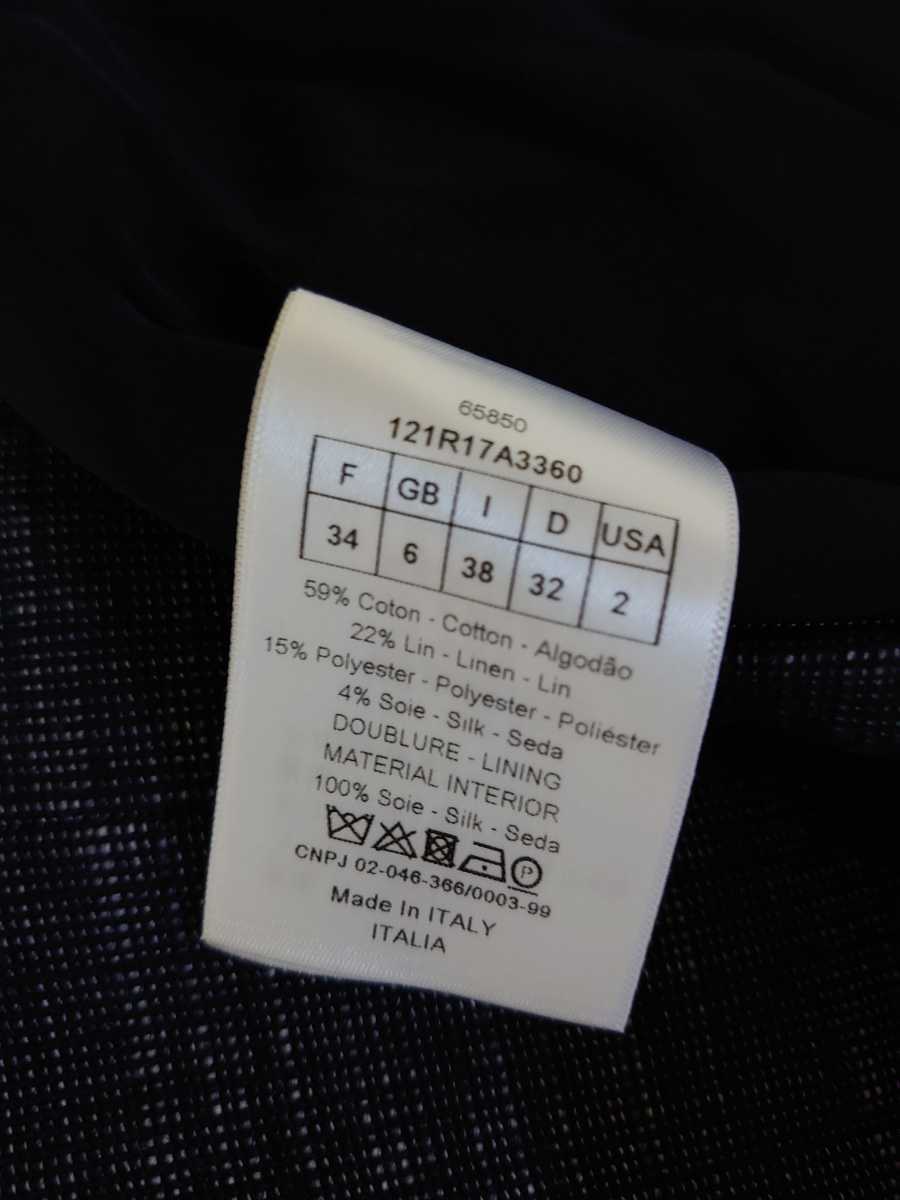 65850
121R17A3360
F GB I D USA
34 6 38 32 2
59% Coton - Cotton - Algodão
22% Lin - Linen - Lin
15% Polyester - Polyester - Poliéster
4% Soie - Silk - Seda
DOUBLURE - LINING
MATERIAL INTERIOR
100% Soie - Silk - Seda
P
CNPJ 02-046-366/0003-99
Made In ITALY
ITALIA